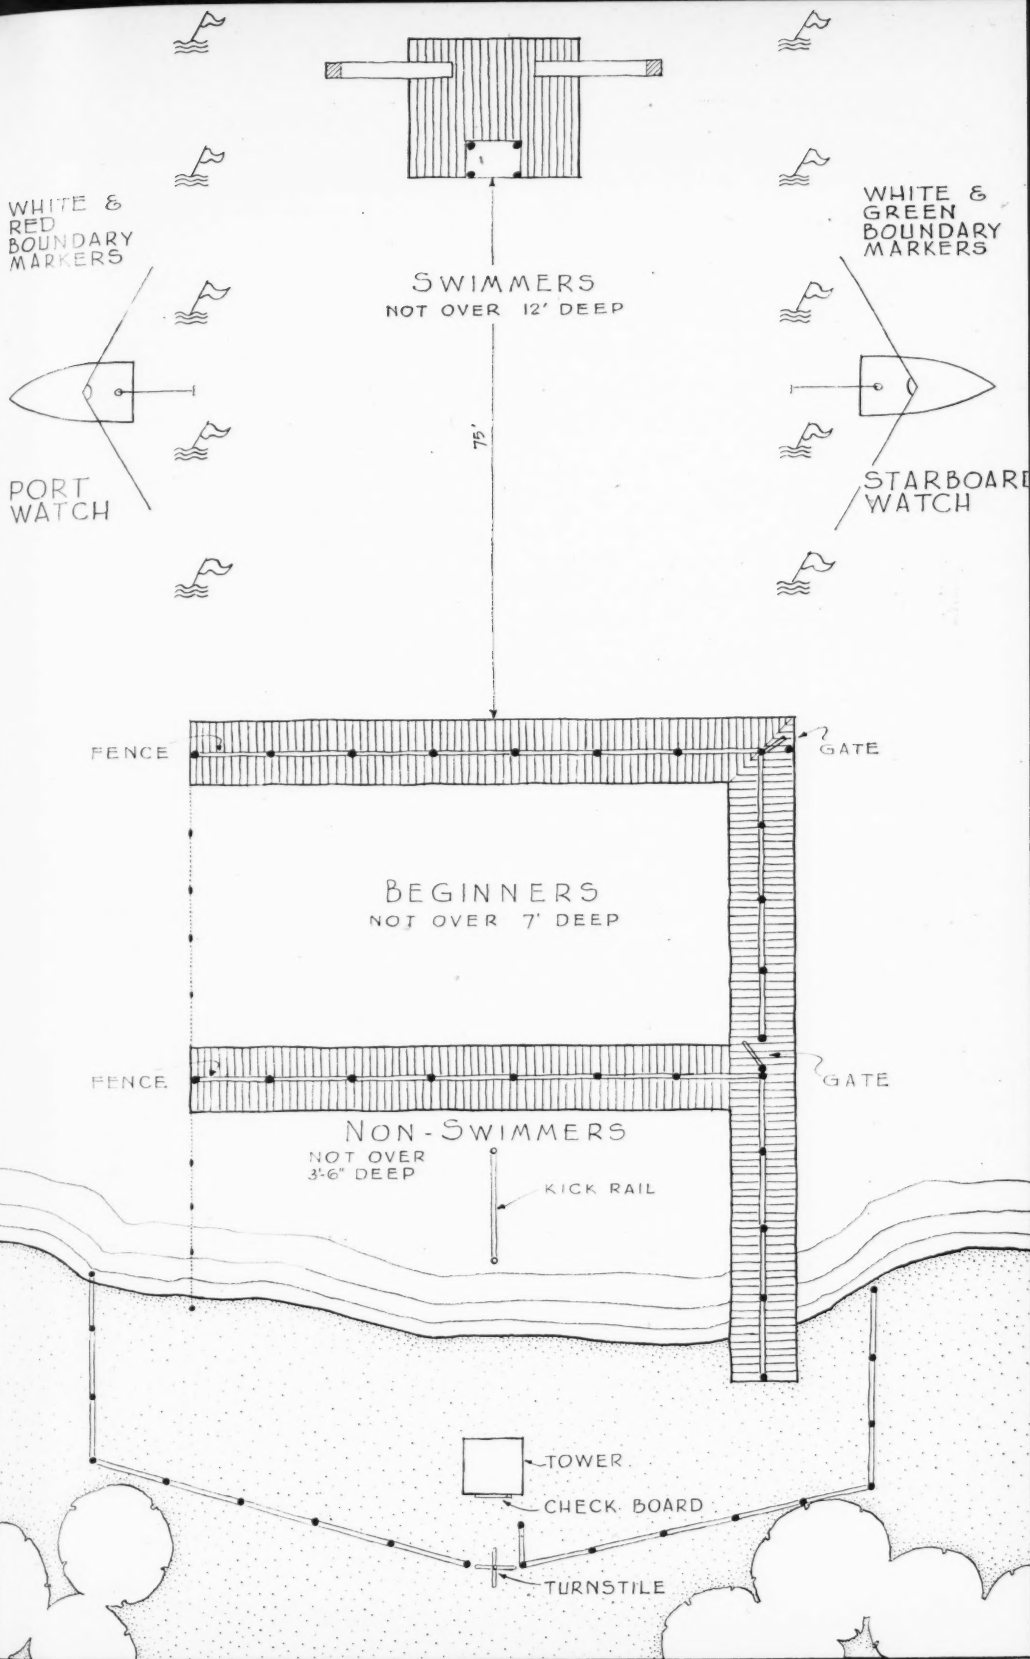 WHITE &
RED
BOUNDARY
MARKERS
WHITE &
GREEN
BOUNDARY
MARKERS
SWIMMERS
NOT OVER 12' DEEP
75'
PORT
WATCH
STARBOARD
WATCH
FENCE
GATE
BEGINNERS
NOT OVER 7' DEEP
FENCE
GATE
NON-SWIMMERS
NOT OVER
3'-6" DEEP
KICK RAIL
TOWER
CHECK BOARD
TURNSTILE